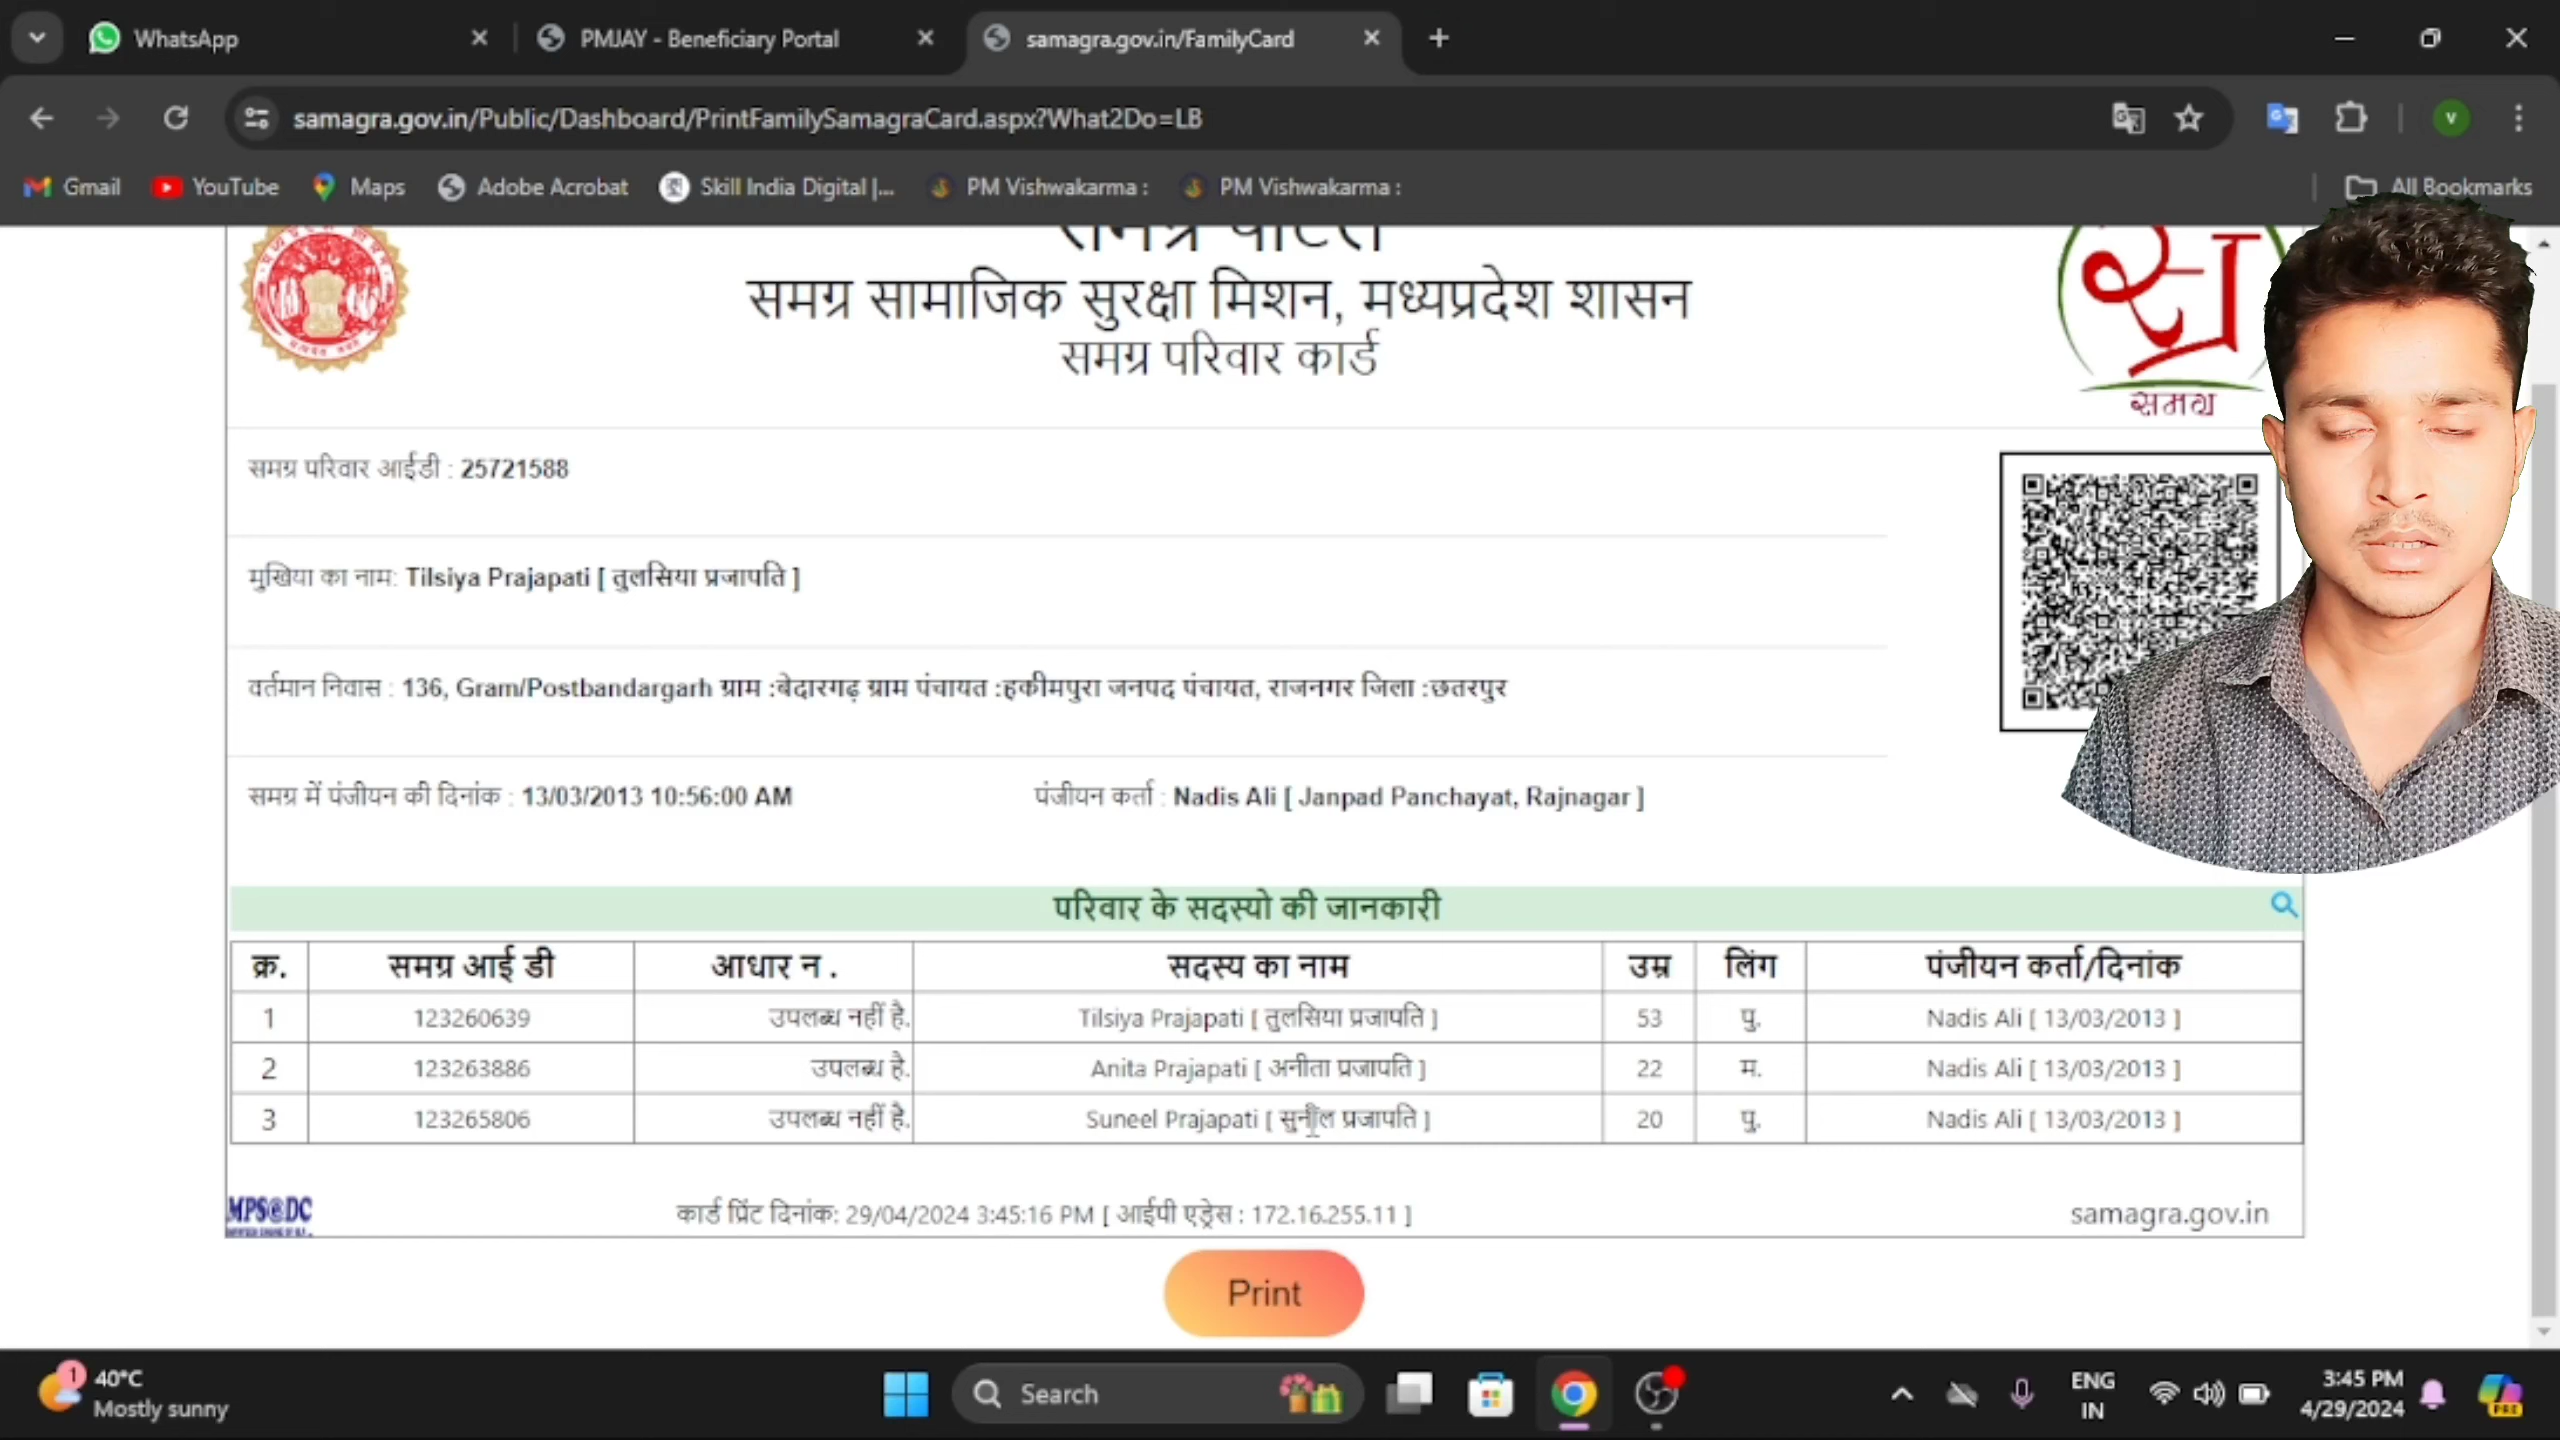 WhatsApp
PMJAY - Beneficiary Portal
samagra.gov.in/FamilyCard
samagra.gov.in/Public/Dashboard/PrintFamilySamagraCard.aspx?What2Do=LB
V
Gmail
YouTube
Maps
Adobe Acrobat
Skill India Digital |...
PM Vishwakarma :
PM Vishwakarma :
All Bookmarks
समग्र सामाजिक सुरक्षा मिशन, मध्यप्रदेश शासन
समग्र परिवार कार्ड
समग्र
समग्र परिवार आईडी : 25721588
मुखिया का नाम: Tilsiya Prajapati [ तुलसिया प्रजापति ]
वर्तमान निवास : 136, Gram/Postbandargarh ग्राम :बेदारगढ़ ग्राम पंचायत :हकीमपुरा जनपद पंचायत, राजनगर जिला :छतरपुर
समग्र में पंजीयन की दिनांक : 13/03/2013 10:56:00 AM पंजीयन कर्ता : Nadis Ali [ Janpad Panchayat, Rajnagar ]
परिवार के सदस्यो की जानकारी
क्र. समग्र आई डी आधार न . सदस्य का नाम उम्र लिंग पंजीयन कर्ता/दिनांक
1 123260639 उपलब्ध नहीं है. Tilsiya Prajapati [ तुलसिया प्रजापति ] 53 पु. Nadis Ali [ 13/03/2013 ]
2 123263886 उपलब्ध है. Anita Prajapati [ अनीता प्रजापति ] 22 म. Nadis Ali [ 13/03/2013 ]
3 123265806 उपलब्ध नहीं है. Suneel Prajapati [ सुनील प्रजापति ] 20 पु. Nadis Ali [ 13/03/2013 ]
MPS@DC
कार्ड प्रिंट दिनांक: 29/04/2024 3:45:16 PM [ आईपी एड्रेस : 172.16.255.11 ]
samagra.gov.in
Print
1
40°C
Mostly sunny
Search
ENG
IN
3:45 PM
4/29/2024
PRE